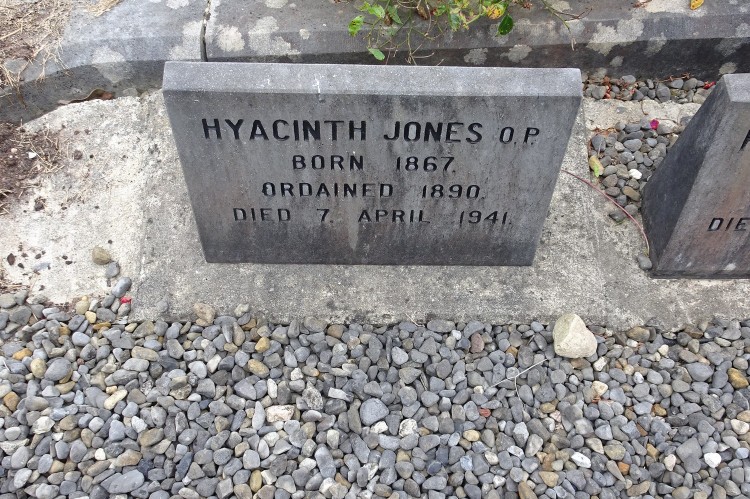 HYACINTH JONES O.P.
BORN 1867.
ORDAINED 1890.
DIED 7. APRIL 1941.